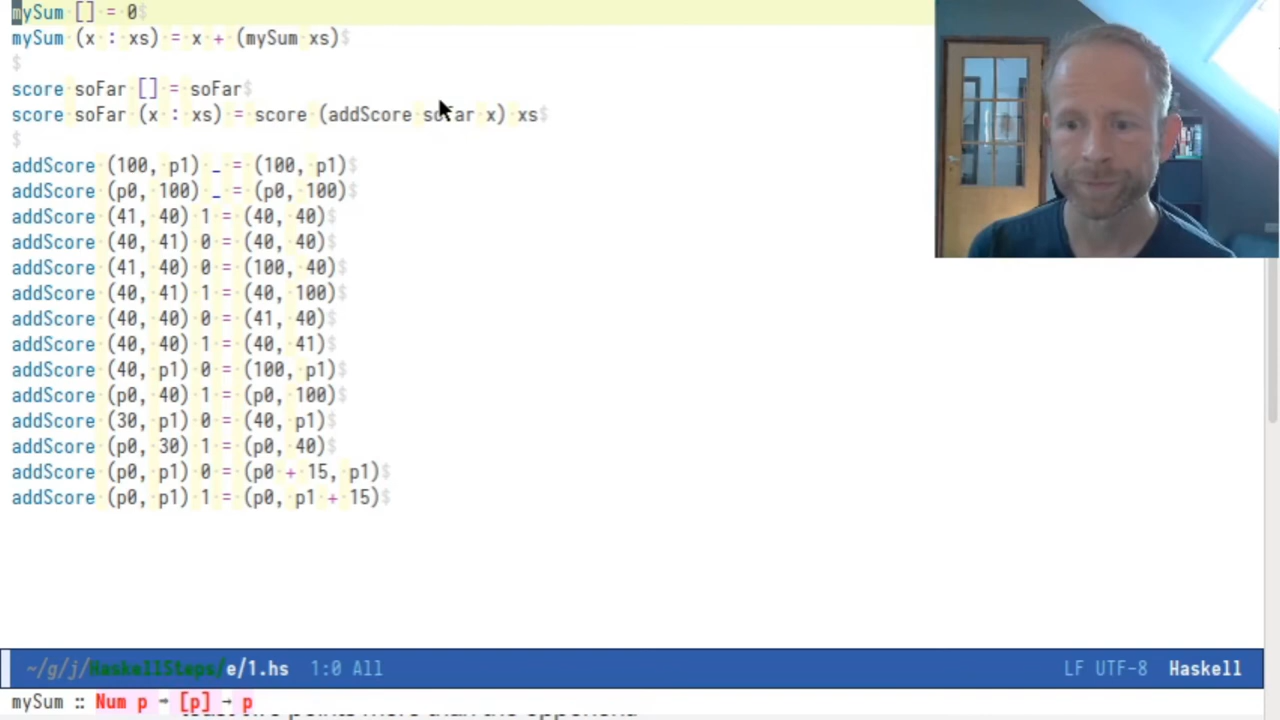 mySum [] = 0$
mySum (x : xs) = x + (mySum xs)$
$
score soFar [] = soFar$
score soFar (x : xs) = score (addScore soFar x) xs$
$
addScore (100, p1) _ = (100, p1)$
addScore (p0, 100) _ = (p0, 100)$
addScore (41, 40) 1 = (40, 40)$
addScore (40, 41) 0 = (40, 40)$
addScore (41, 40) 0 = (100, 40)$
addScore (40, 41) 1 = (40, 100)$
addScore (40, 40) 0 = (41, 40)$
addScore (40, 40) 1 = (40, 41)$
addScore (40, p1) 0 = (100, p1)$
addScore (p0, 40) 1 = (p0, 100)$
addScore (30, p1) 0 = (40, p1)$
addScore (p0, 30) 1 = (p0, 40)$
addScore (p0, p1) 0 = (p0 + 15, p1)$
addScore (p0, p1) 1 = (p0, p1 + 15)$
~/g/j/HaskellSteps/e/1.hs 1:0 All LF UTF-8 Haskell
mySum :: Num p → [p] → p